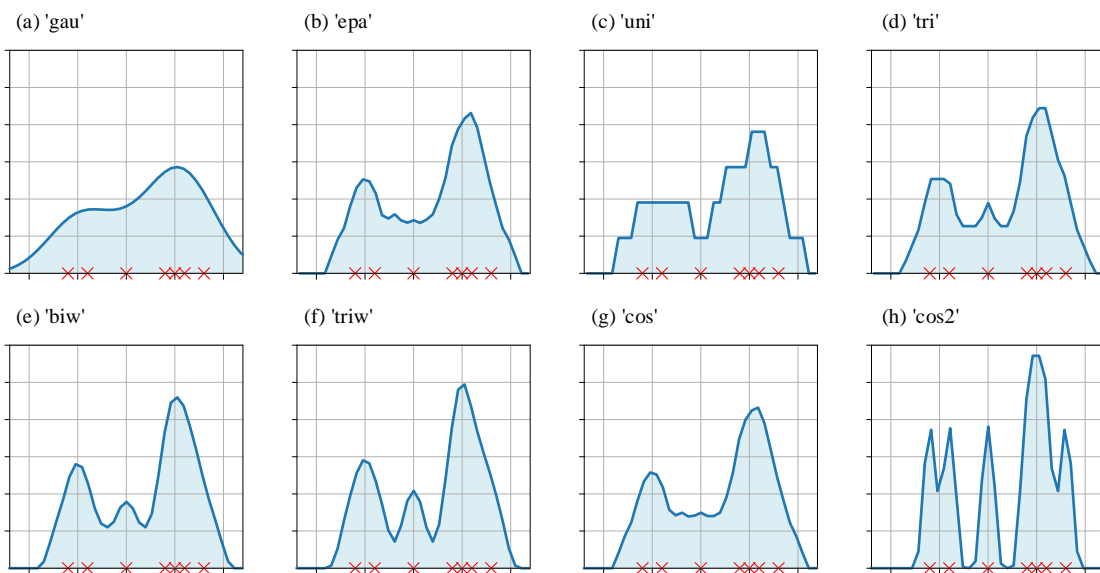 (a) 'gau'
(b) 'epa'
(c) 'uni'
(d) 'tri'
(e) 'biw'
(f) 'triw'
(g) 'cos'
(h) 'cos2'